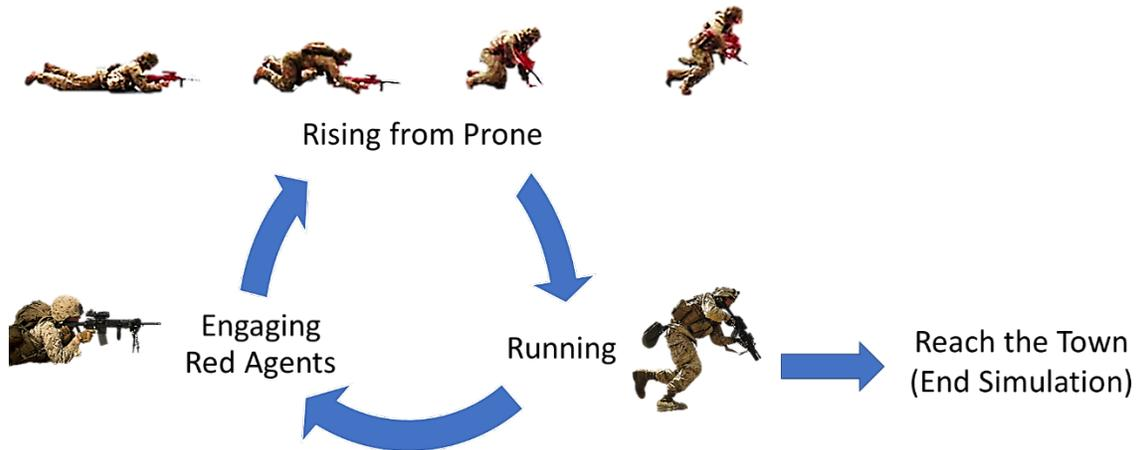 Rising from Prone
Engaging
Red Agents
Running
Reach the Town
(End Simulation)